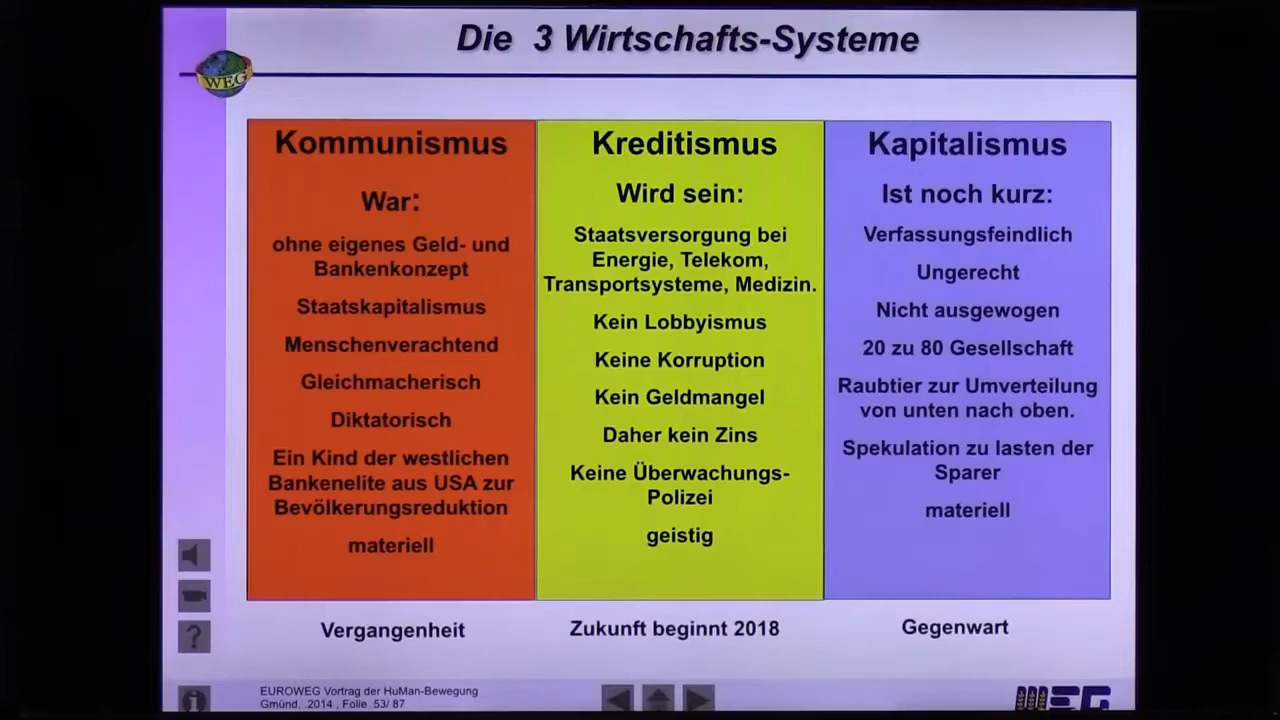 Die 3 Wirtschafts-Systeme
WEG
Kommunismus
War:
ohne eigenes Geld- und
Bankenkonzept
Staatskapitalismus
Menschenverachtend
Gleichmacherisch
Diktatorisch
Ein Kind der westlichen
Bankenelite aus USA zur
Bevölkerungsreduktion
materiell
Vergangenheit
Kreditismus
Wird sein:
Staatsversorgung bei
Energie, Telekom,
Transportsysteme, Medizin.
Kein Lobbyismus
Keine Korruption
Kein Geldmangel
Daher kein Zins
Keine Überwachungs-
Polizei
geistig
Zukunft beginnt 2018
Kapitalismus
Ist noch kurz:
Verfassungsfeindlich
Ungerecht
Nicht ausgewogen
20 zu 80 Gesellschaft
Raubtier zur Umverteilung
von unten nach oben.
Spekulation zu lasten der
Sparer
materiell
Gegenwart
?
i
EUROWEG Vortrag der HuMan-Bewegung
Gmünd, .2014 , Folie 53/ 87
WEG